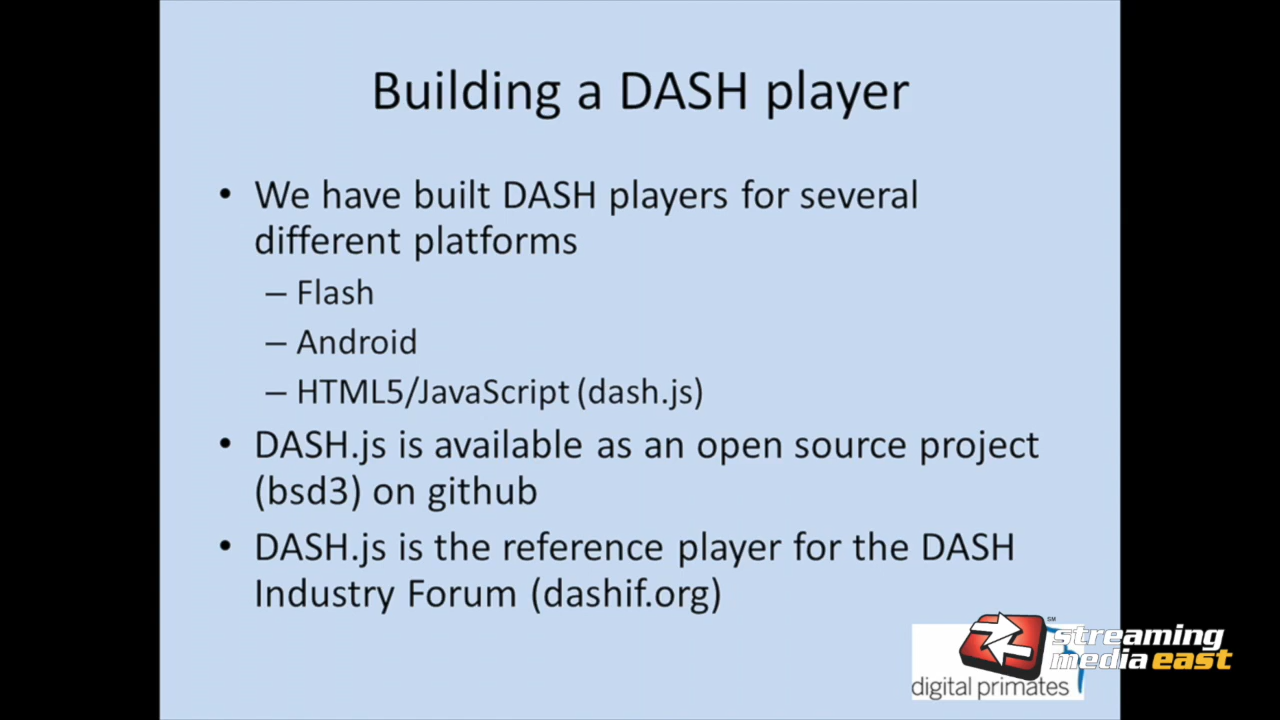 Building a DASH player
• We have built DASH players for several
different platforms
– Flash
– Android
– HTML5/JavaScript (dash.js)
• DASH.js is available as an open source project
(bsd3) on github
• DASH.js is the reference player for the DASH
Industry Forum (dashif.org)
SM
streaming
media east
digital primates